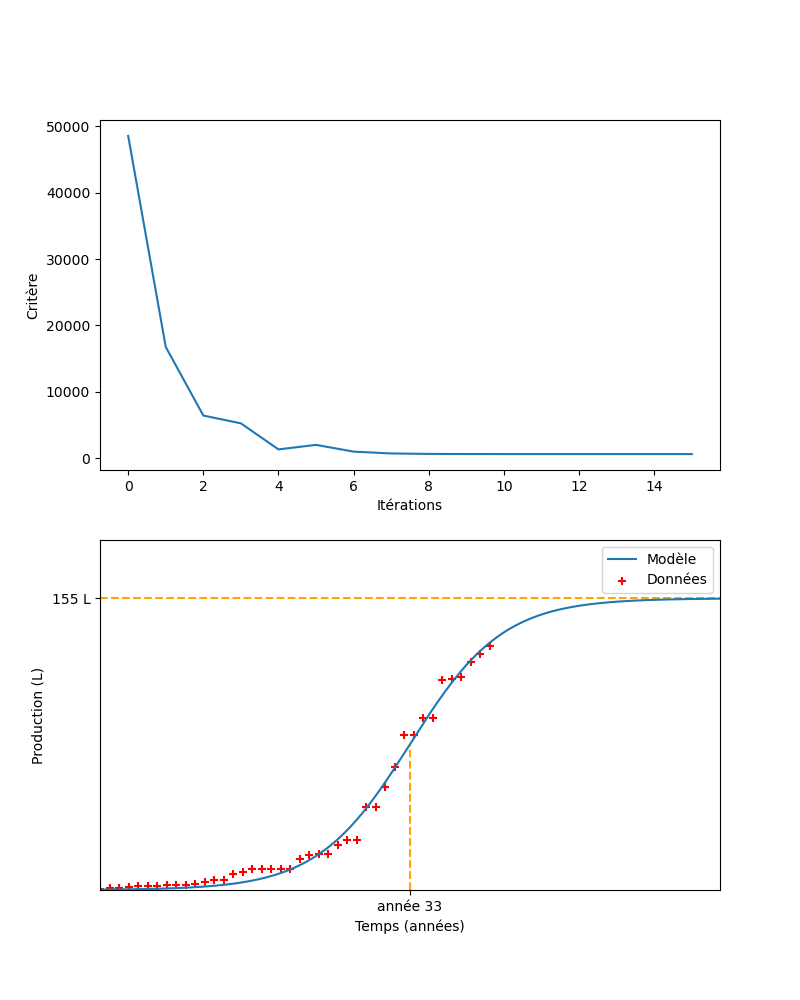 50000
40000
30000
20000
10000
0
Critère
0 2 4 6 8 10 12 14
Itérations
155 L
Production (L)
Modèle
Données
année 33
Temps (années)